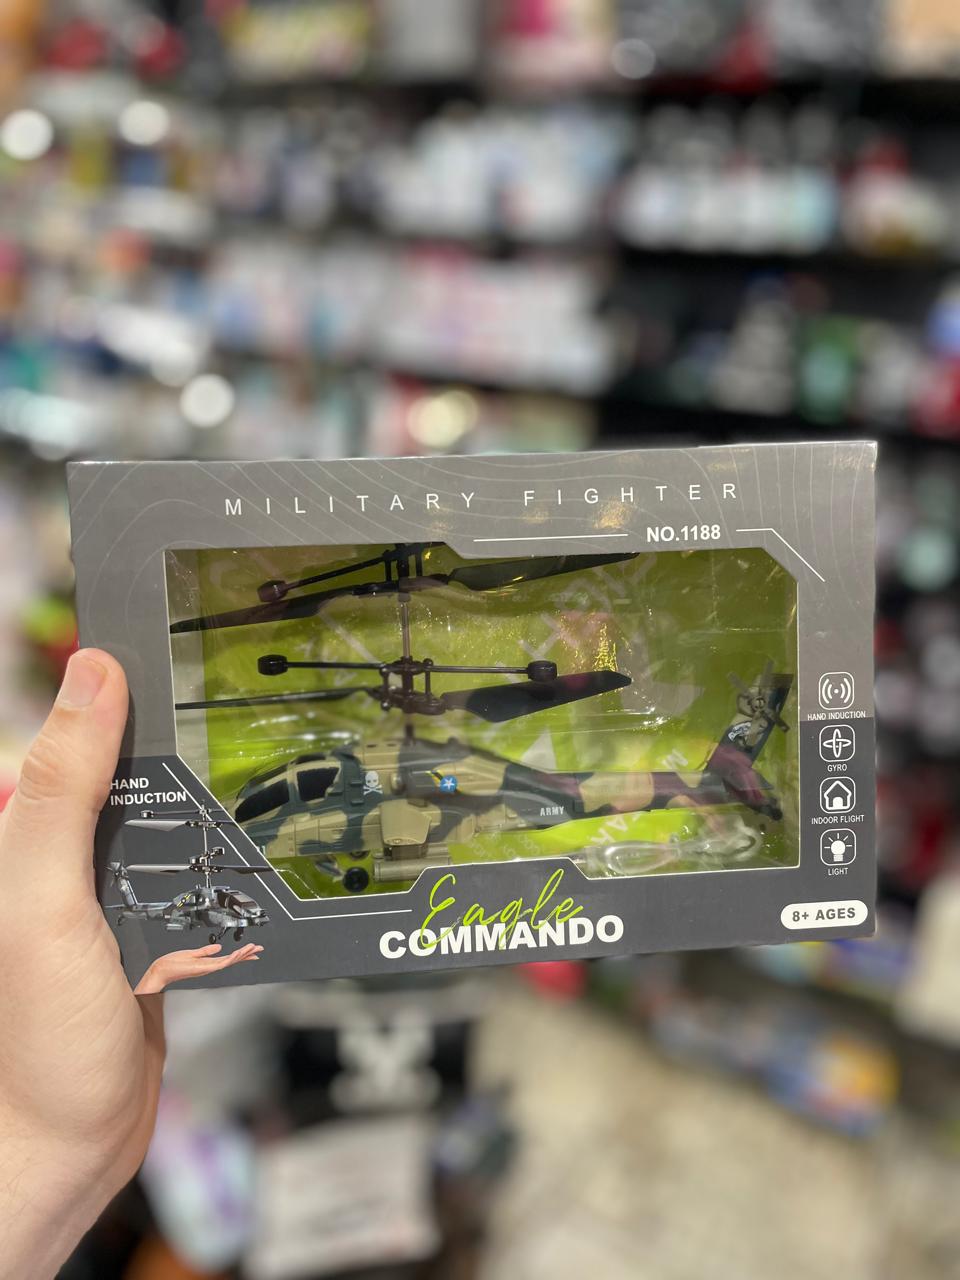 MILITARY FIGHTER
NO.1188
HAND INDUCTION
GYRO
INDOOR FLIGHT
LIGHT
HAND
INDUCTION
ARMY
Eagle
COMMANDO
8+ AGES